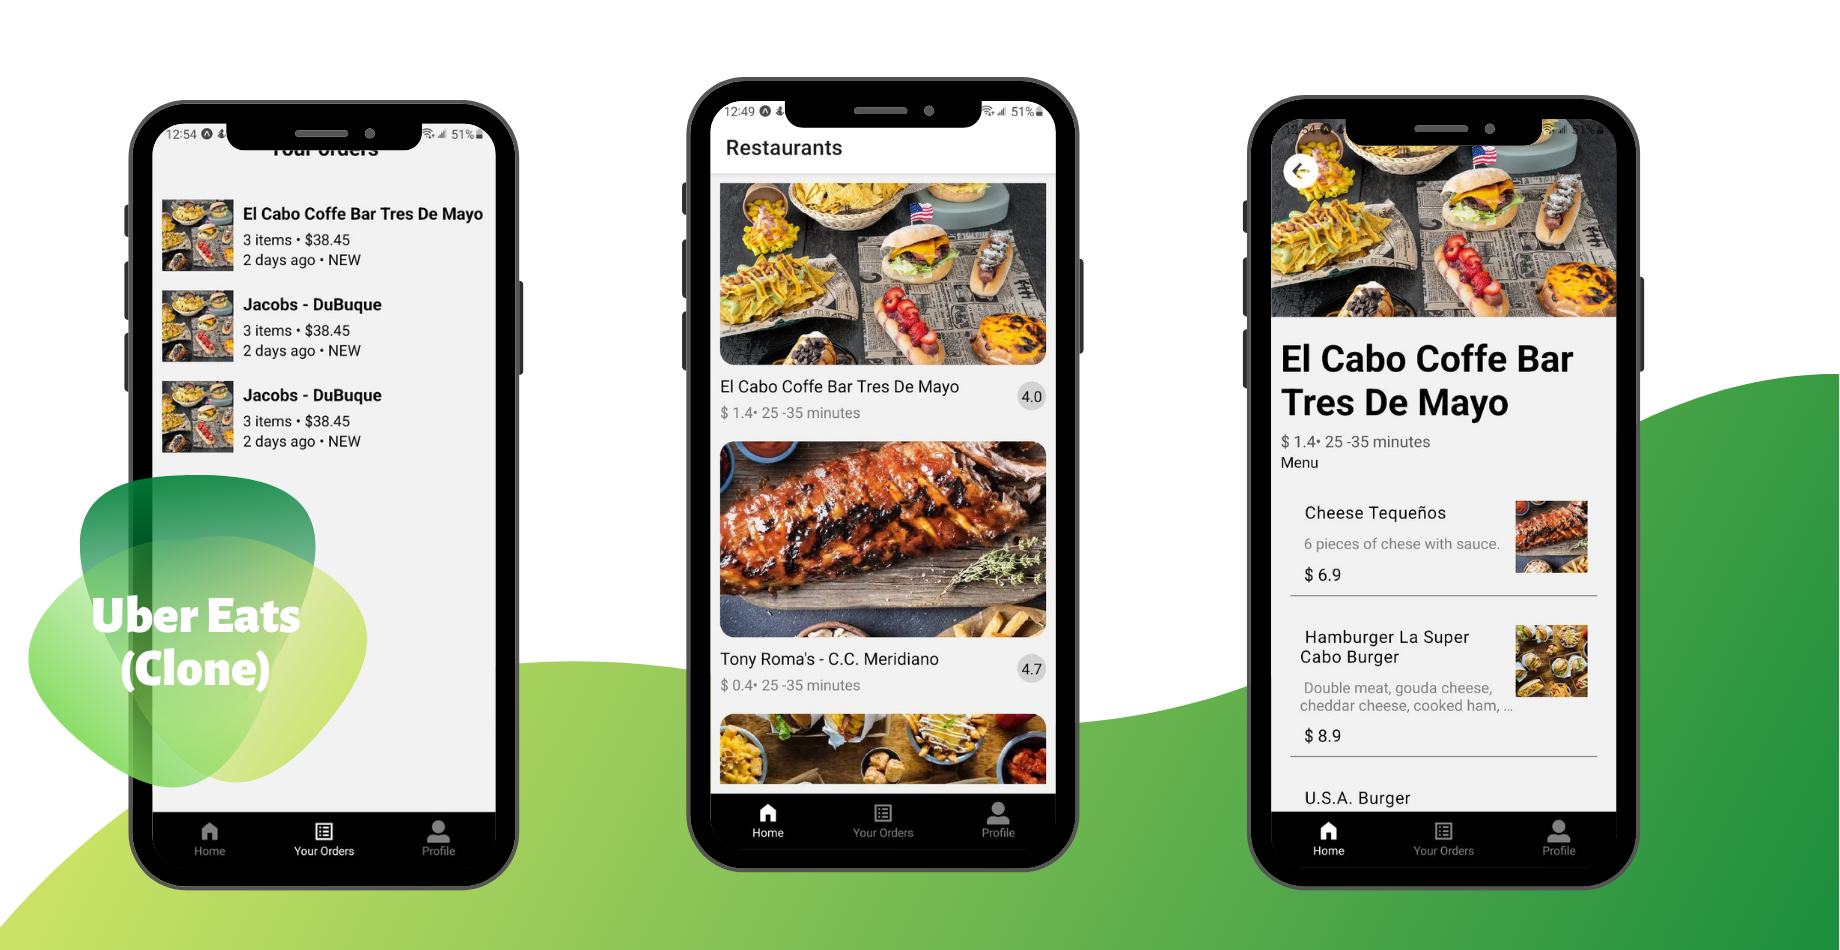 12:54
51%
Your orders
El Cabo Coffe Bar Tres De Mayo
3 items • $38.45
2 days ago • NEW
Jacobs - DuBuque
3 items • $38.45
2 days ago • NEW
Jacobs - DuBuque
3 items • $38.45
2 days ago • NEW
Uber Eats
(Clone)
Home
Your Orders
Profile
12:49
51%
Restaurants
El Cabo Coffe Bar Tres De Mayo
4.0
$ 1.4• 25 -35 minutes
Tony Roma's - C.C. Meridiano
4.7
$ 0.4• 25 -35 minutes
Home
Your Orders
Profile
12:54
51%
El Cabo Coffe Bar
Tres De Mayo
$ 1.4• 25 -35 minutes
Menu
Cheese Tequeños
6 pieces of chese with sauce.
$ 6.9
Hamburger La Super
Cabo Burger
Double meat, gouda cheese,
cheddar cheese, cooked ham, ...
$ 8.9
U.S.A. Burger
Home
Your Orders
Profile